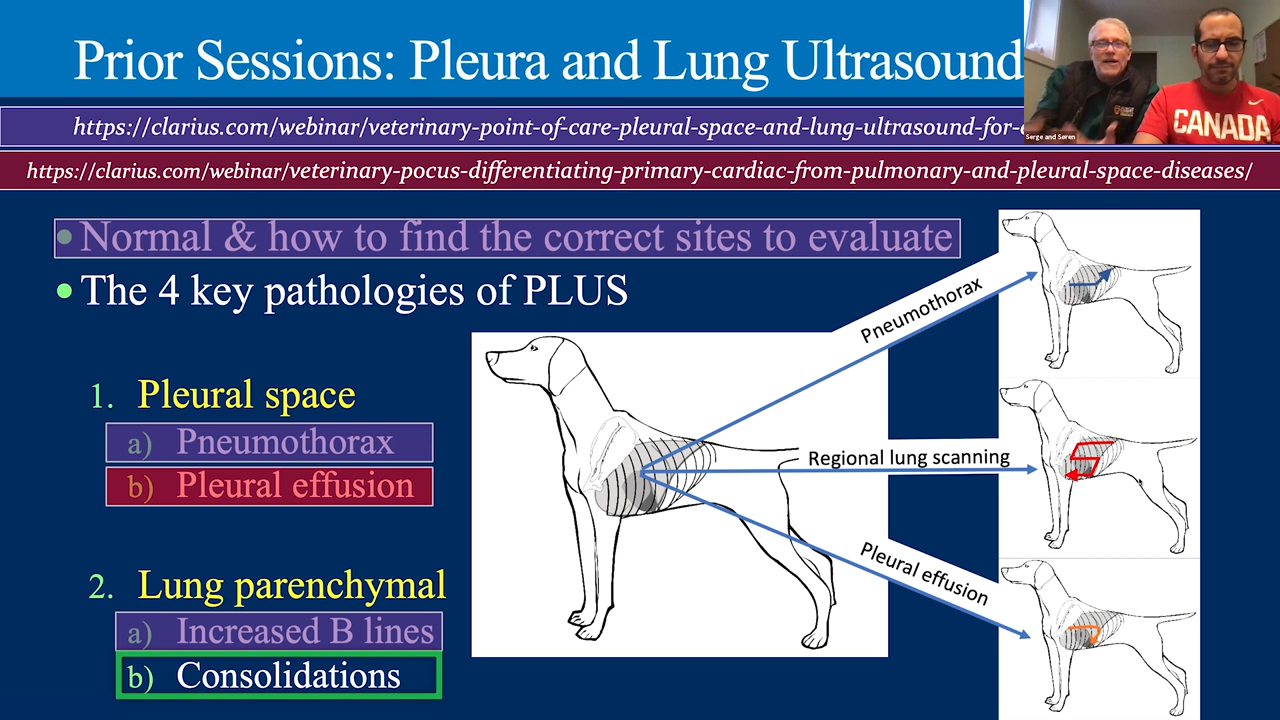 Prior Sessions: Pleura and Lung Ultrasound
https://clarius.com/webinar/veterinary-point-of-care-pleural-space-and-lung-ultrasound-for-
CANADA
Serge and Søren
https://clarius.com/webinar/veterinary-pocus-differentiating-primary-cardiac-from-pulmonary-and-pleural-space-diseases/
• Normal & how to find the correct sites to evaluate
• The 4 key pathologies of PLUS
Pneumothorax
1. Pleural space
a) Pneumothorax
Regional lung scanning
b) Pleural effusion
Pleural effusion
2. Lung parenchymal
a) Increased B lines
b) Consolidations